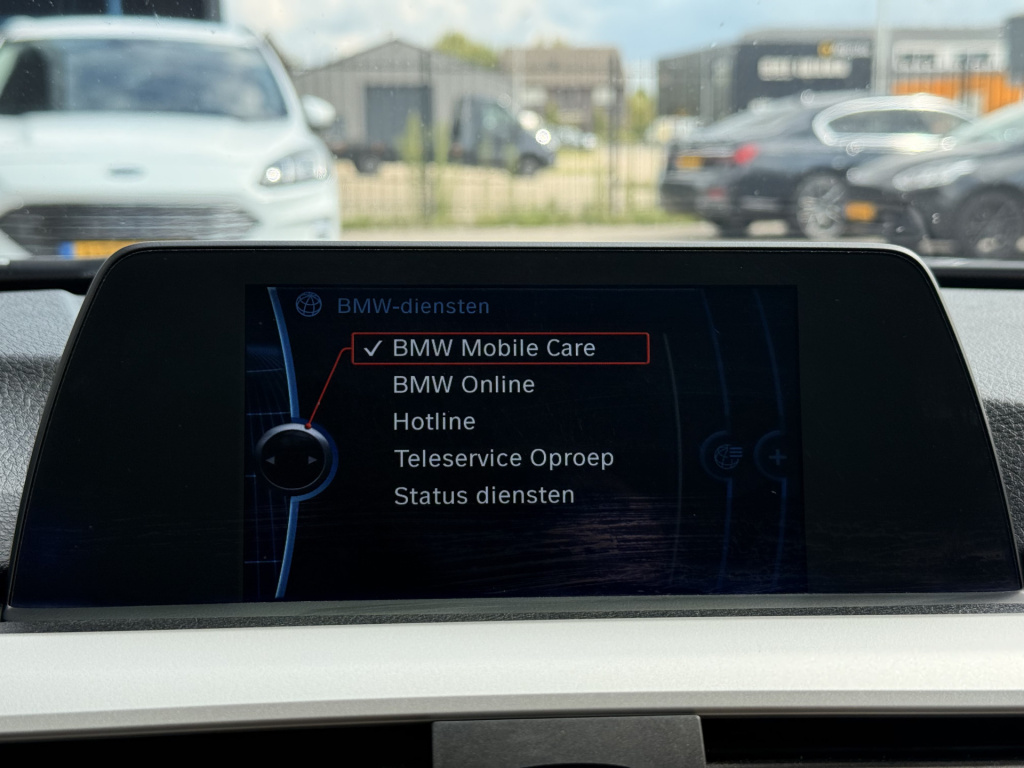 BMW-diensten
✓ BMW Mobile Care
BMW Online
Hotline
Teleservice Oproep
Status diensten